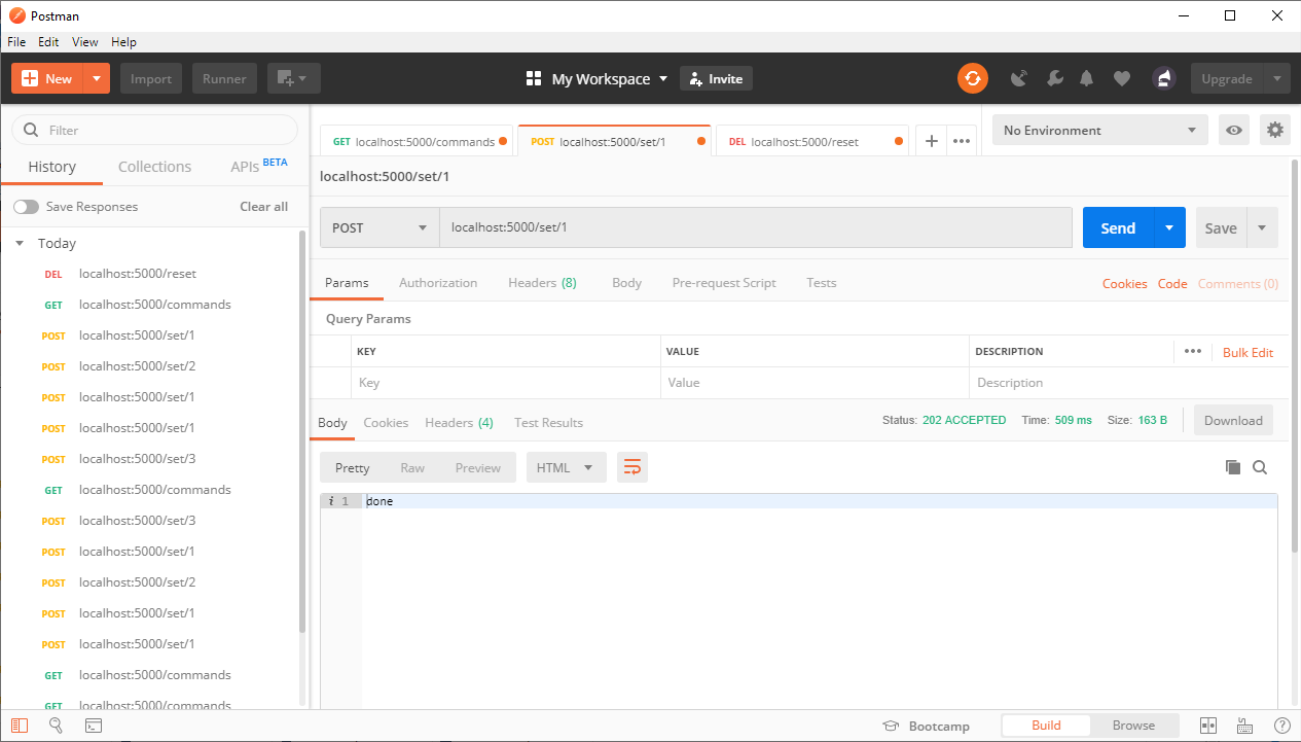 Postman
File Edit View Help
New Import Runner My Workspace Invite Upgrade
Filter
History Collections APIs BETA
Save Responses Clear all
Today
DEL localhost:5000/reset
GET localhost:5000/commands
POST localhost:5000/set/1
POST localhost:5000/set/2
POST localhost:5000/set/1
POST localhost:5000/set/1
POST localhost:5000/set/3
GET localhost:5000/commands
POST localhost:5000/set/3
POST localhost:5000/set/1
POST localhost:5000/set/2
POST localhost:5000/set/1
POST localhost:5000/set/1
GET localhost:5000/commands
GET localhost:5000/commands
GET localhost:5000/commands POST localhost:5000/set/1 DEL localhost:5000/reset No Environment
localhost:5000/set/1
POST localhost:5000/set/1 Send Save
Params Authorization Headers (8) Body Pre-request Script Tests Cookies Code Comments (0)
Query Params
KEY VALUE DESCRIPTION Bulk Edit
Key Value Description
Body Cookies Headers (4) Test Results Status: 202 ACCEPTED Time: 509 ms Size: 163 B Download
Pretty Raw Preview HTML
i 1 done
Bootcamp Build Browse